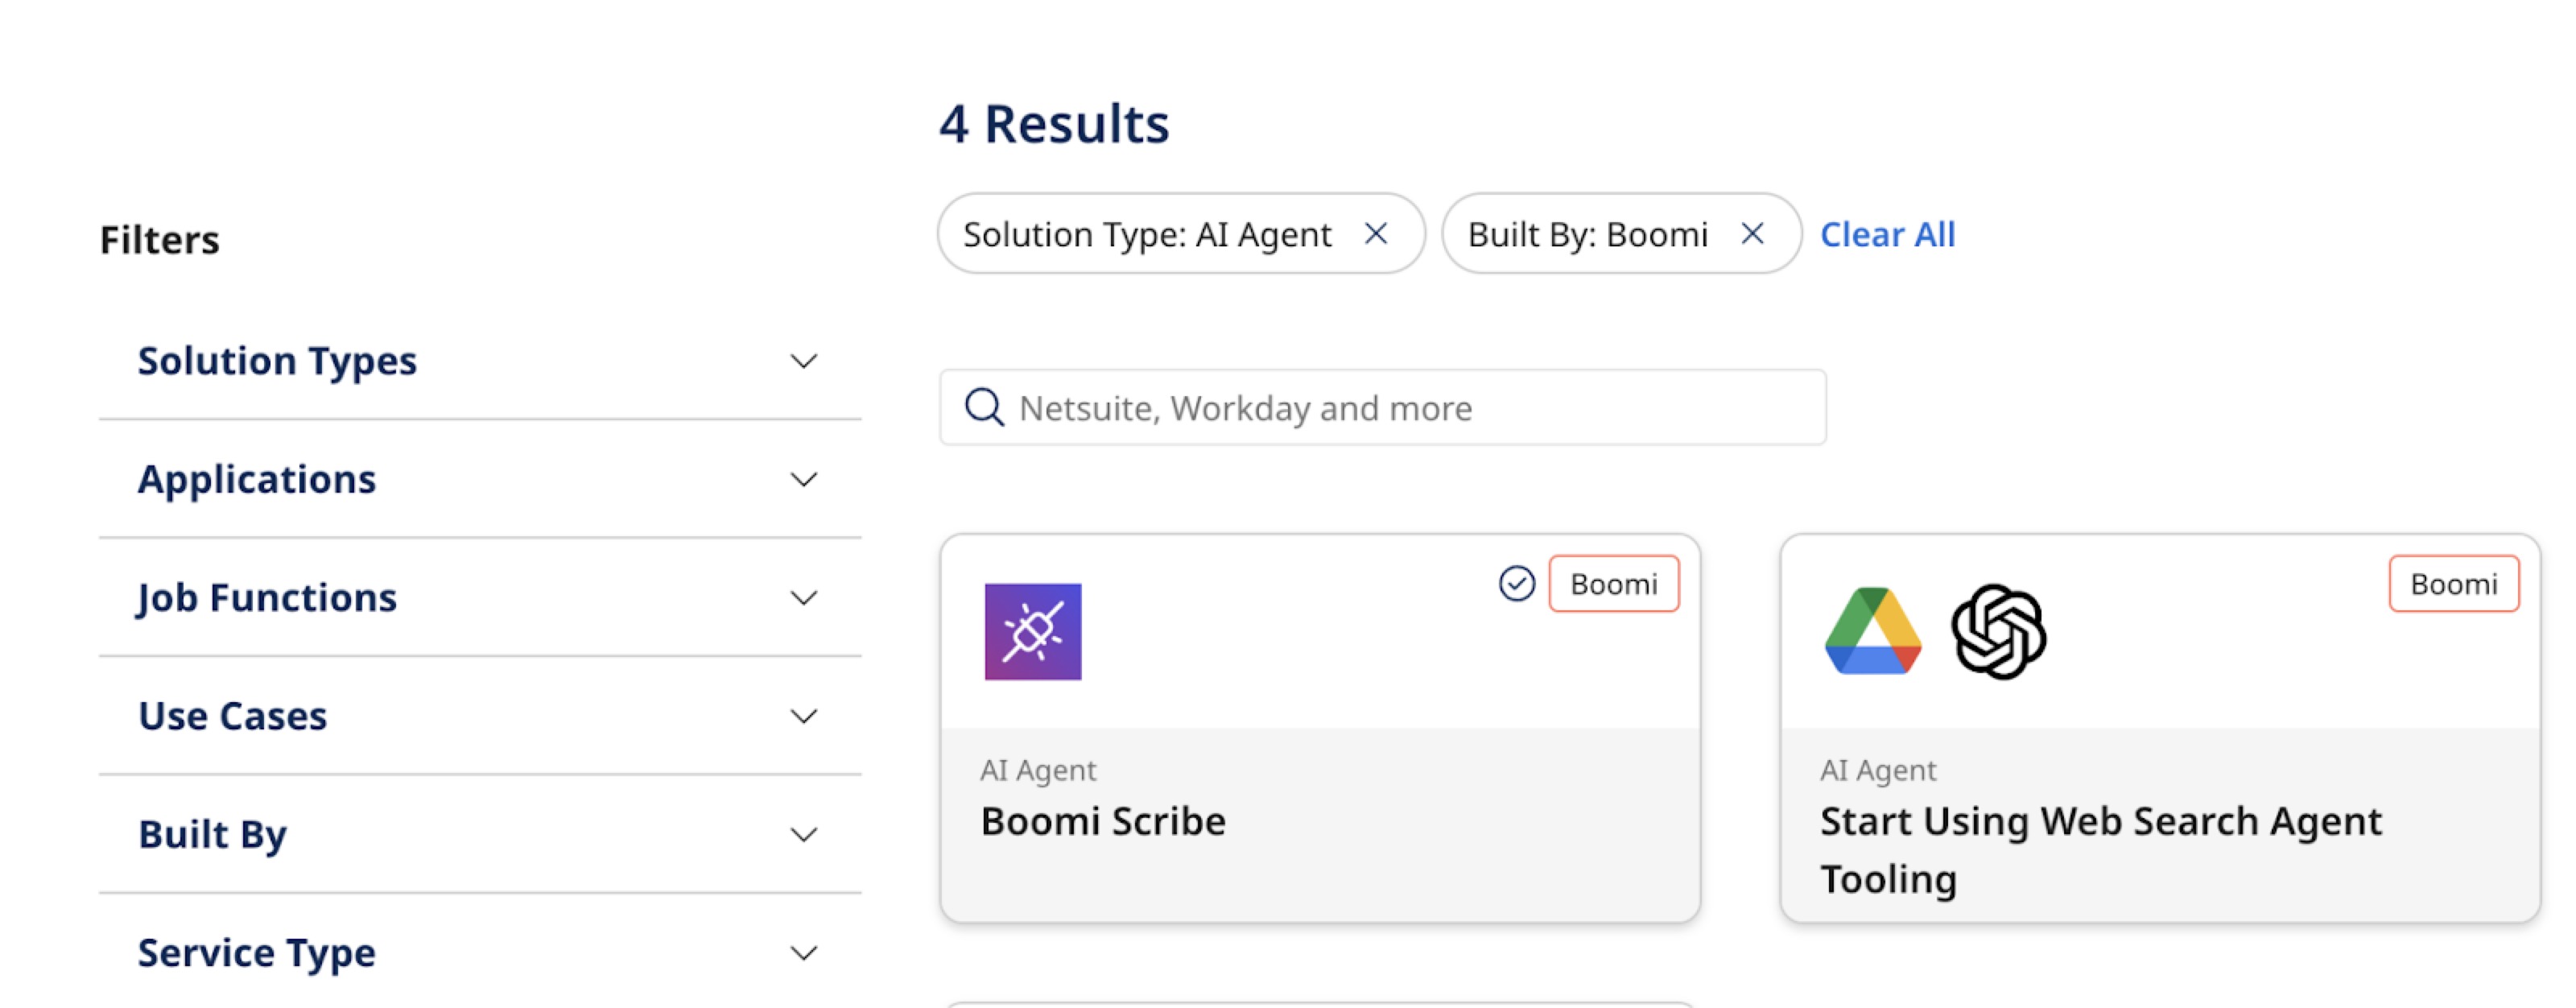 4 Results
Filters
Solution Type: AI Agent
Built By: Boomi
Clear All
Solution Types
Applications
Job Functions
Use Cases
Built By
Service Type
Netsuite, Workday and more
Boomi
AI Agent
Boomi Scribe
Boomi
AI Agent
Start Using Web Search Agent
Tooling